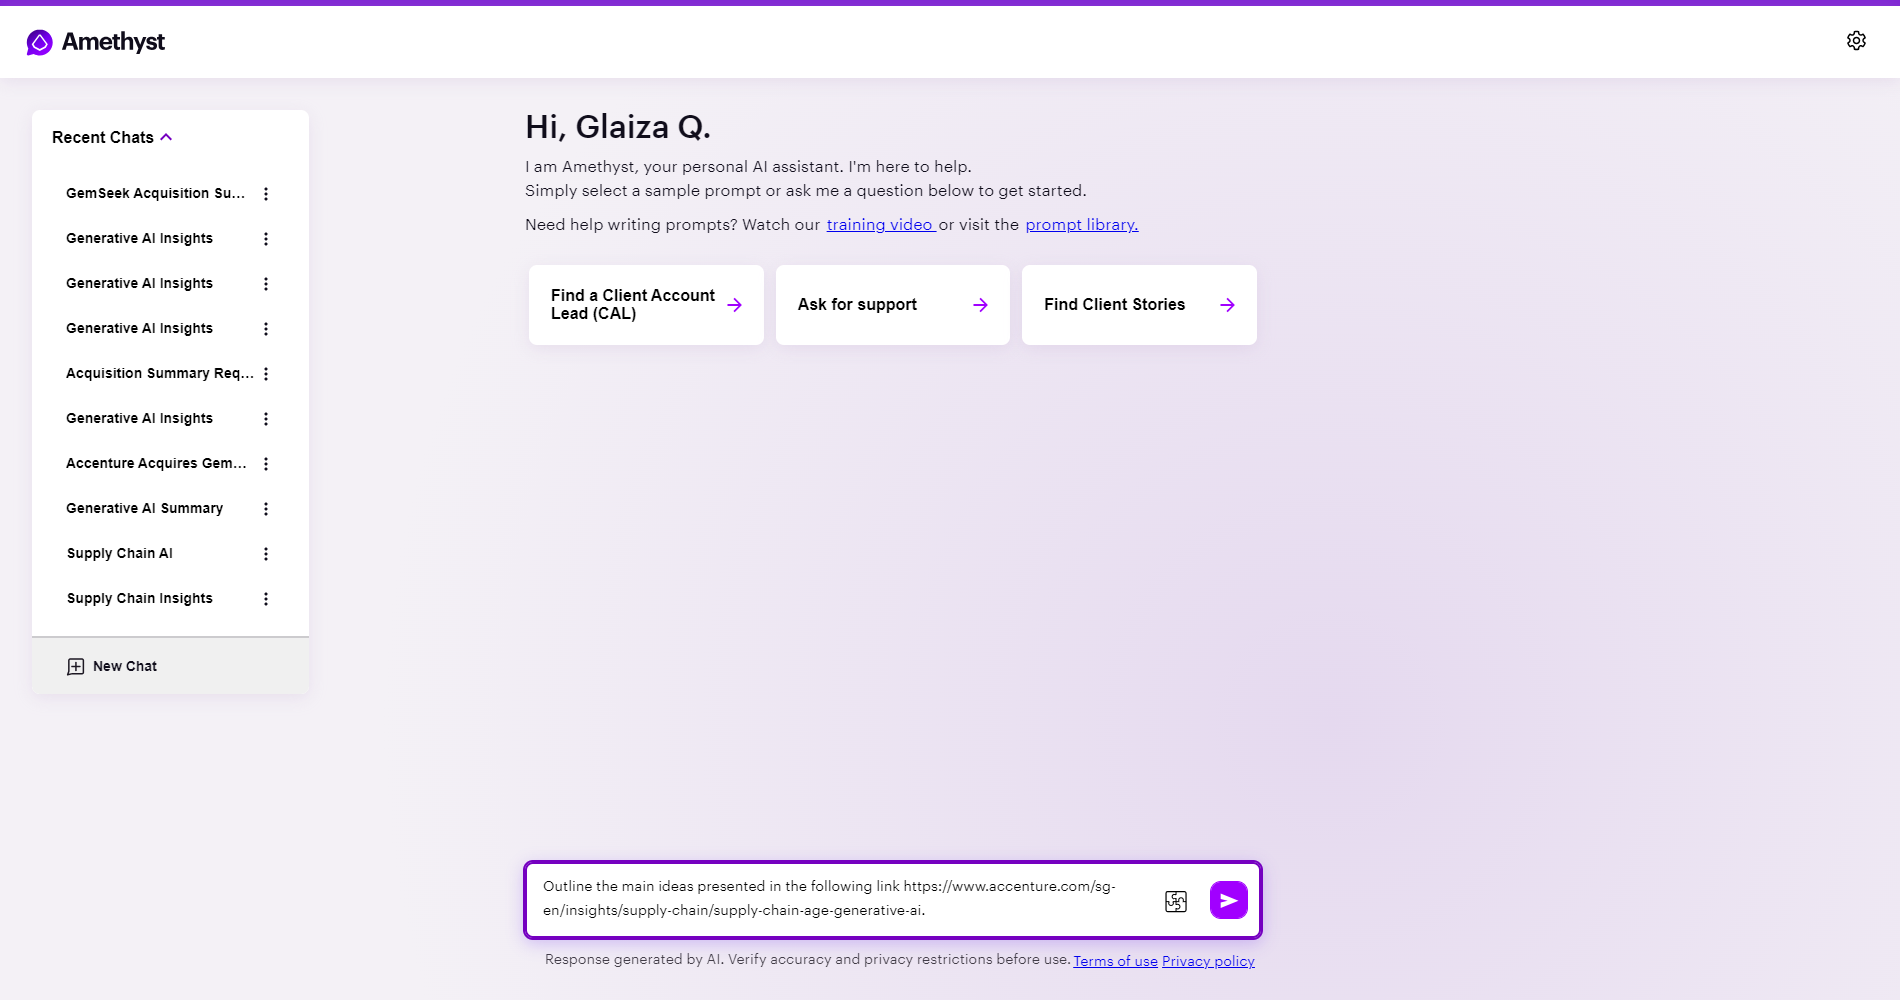 Amethyst
Recent Chats
GemSeek Acquisition Su...
Generative AI Insights
Generative AI Insights
Generative AI Insights
Acquisition Summary Req...
Generative AI Insights
Accenture Acquires Gem...
Generative AI Summary
Supply Chain AI
Supply Chain Insights
New Chat
Hi, Glaiza Q.
I am Amethyst, your personal AI assistant. I'm here to help.
Simply select a sample prompt or ask me a question below to get started.
Need help writing prompts? Watch our training video or visit the prompt library.
Find a Client Account
Lead (CAL)
Ask for support
Find Client Stories
Outline the main ideas presented in the following link https://www.accenture.com/sg-
en/insights/supply-chain/supply-chain-age-generative-ai.
Response generated by AI. Verify accuracy and privacy restrictions before use. Terms of use Privacy policy